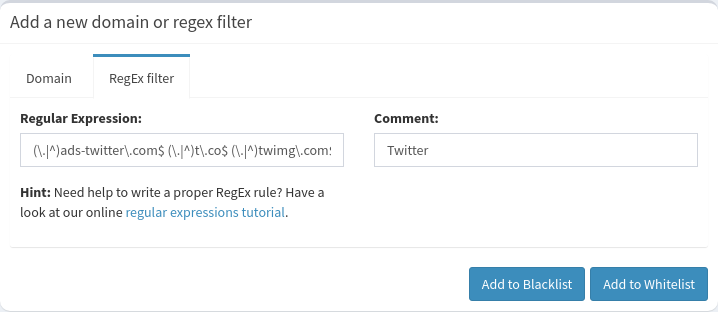 Add a new domain or regex filter
Domain
RegEx filter
Regular Expression:
(\.|^)ads-twitter\.com$ (\.|^)t\.co$ (\.|^)twimg\.com
Comment:
Twitter
Hint: Need help to write a proper RegEx rule? Have a
look at our online regular expressions tutorial.
Add to Blacklist
Add to Whitelist